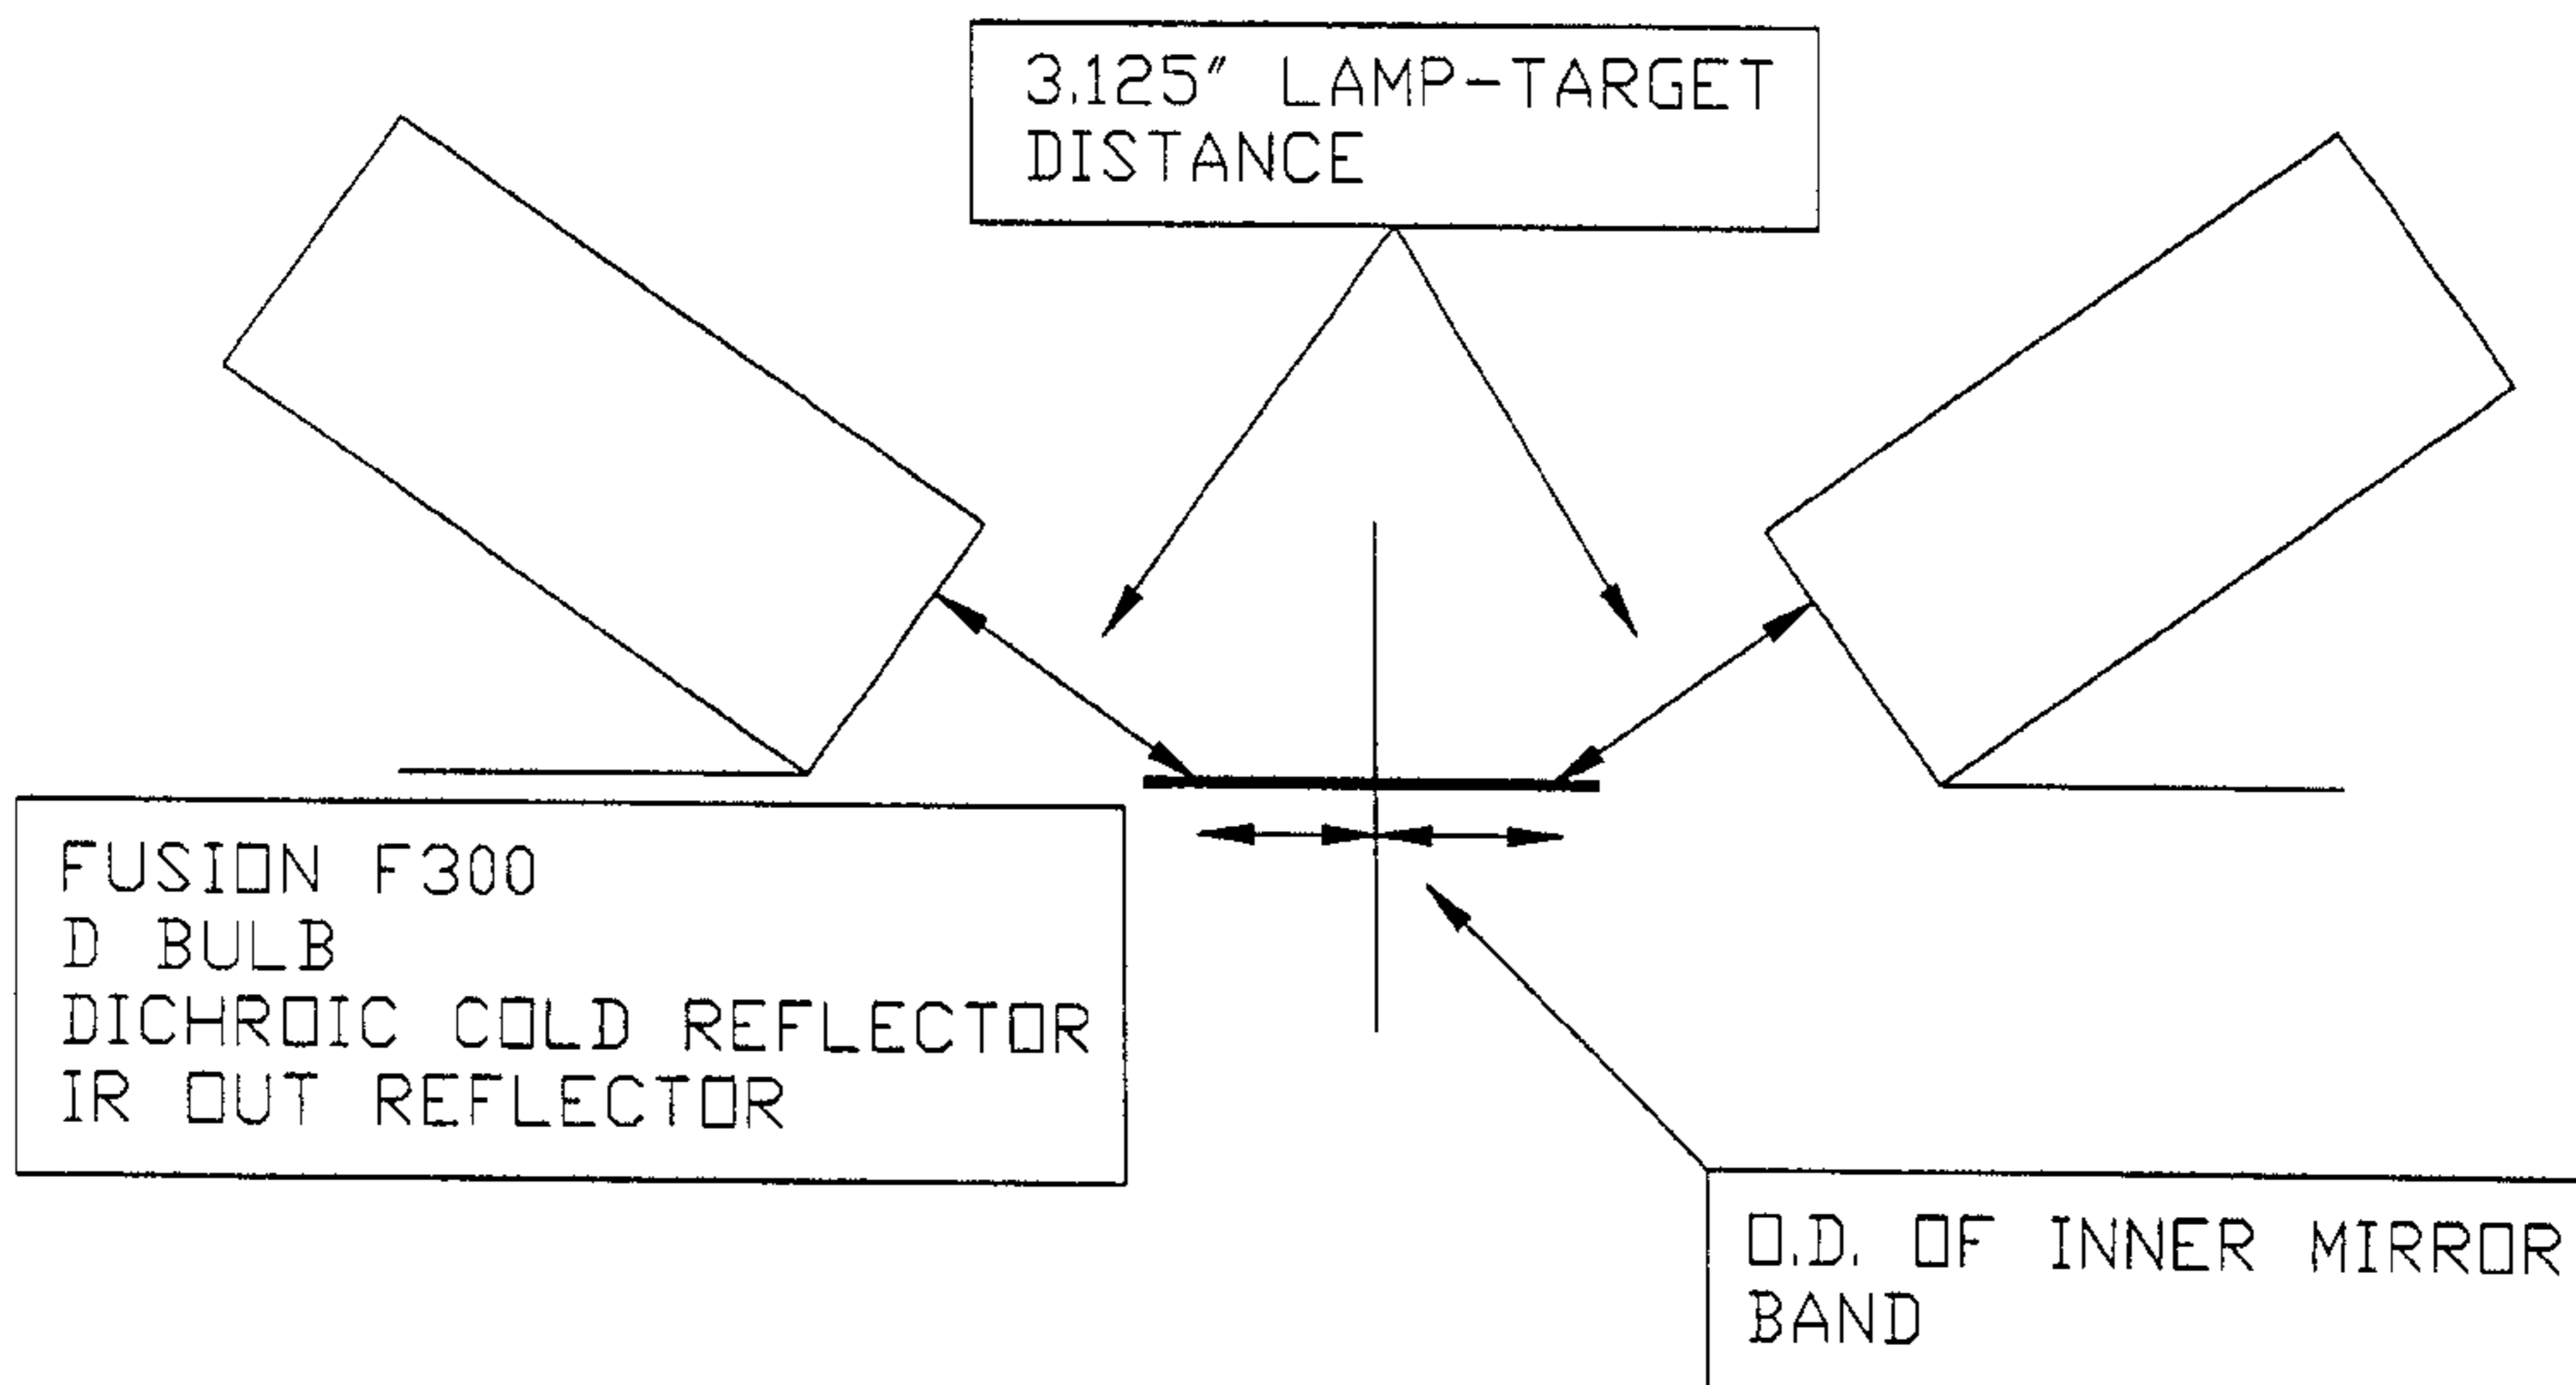 3.125" LAMP-TARGET
DISTANCE
FUSION F300
D BULB
DICHROIC COLD REFLECTOR
IR OUT REFLECTOR
O.D. OF INNER MIRROR
BAND